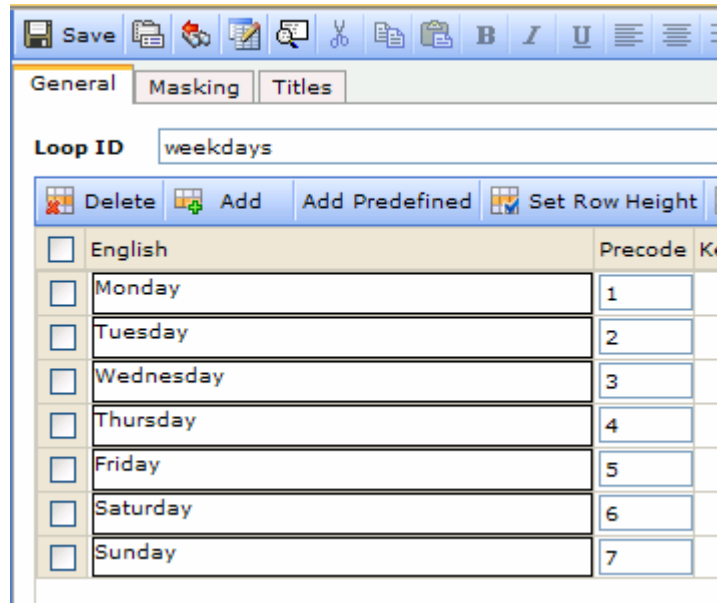 Save B I U
General Masking Titles
Loop ID weekdays
Delete Add Add Predefined Set Row Height
English Precode
Monday 1
Tuesday 2
Wednesday 3
Thursday 4
Friday 5
Saturday 6
Sunday 7